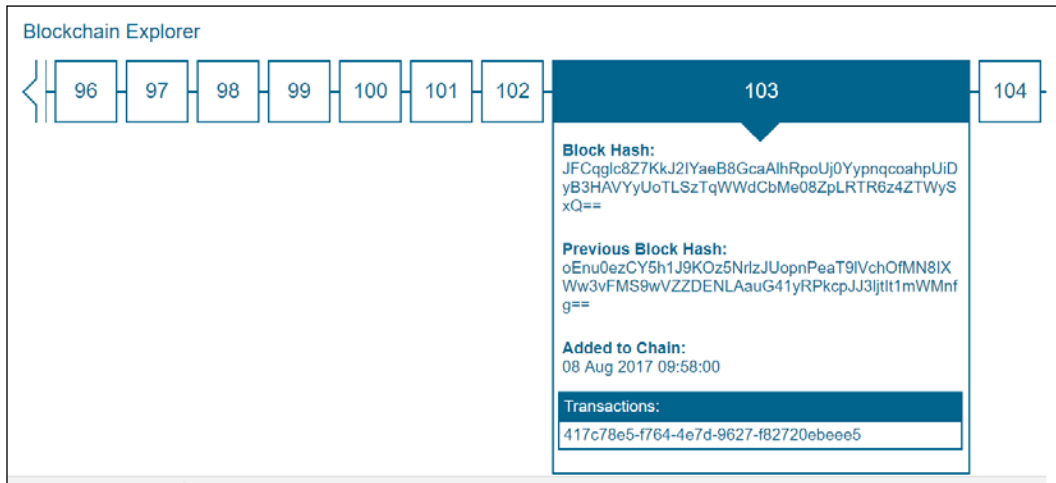 Blockchain Explorer
96 97 98 99 100 101 102 103 104
Block Hash:
JFCqglc8Z7KkJ2IYaeB8GcaAlhRpoUj0YypnqcoahpUiD
yB3HAVYyUoTLSzTqWWdCbMe08ZpLRTR6z4ZTWyS
xQ==
Previous Block Hash:
oEnu0ezCY5h1J9KOz5NrlzJUopnPeaT9lVchOfMN8IX
Ww3vFMS9wVZZDENLAauG41yRPkcpJJ3ljtIt1mWMnf
g==
Added to Chain:
08 Aug 2017 09:58:00
Transactions:
417c78e5-f764-4e7d-9627-f82720ebeee5